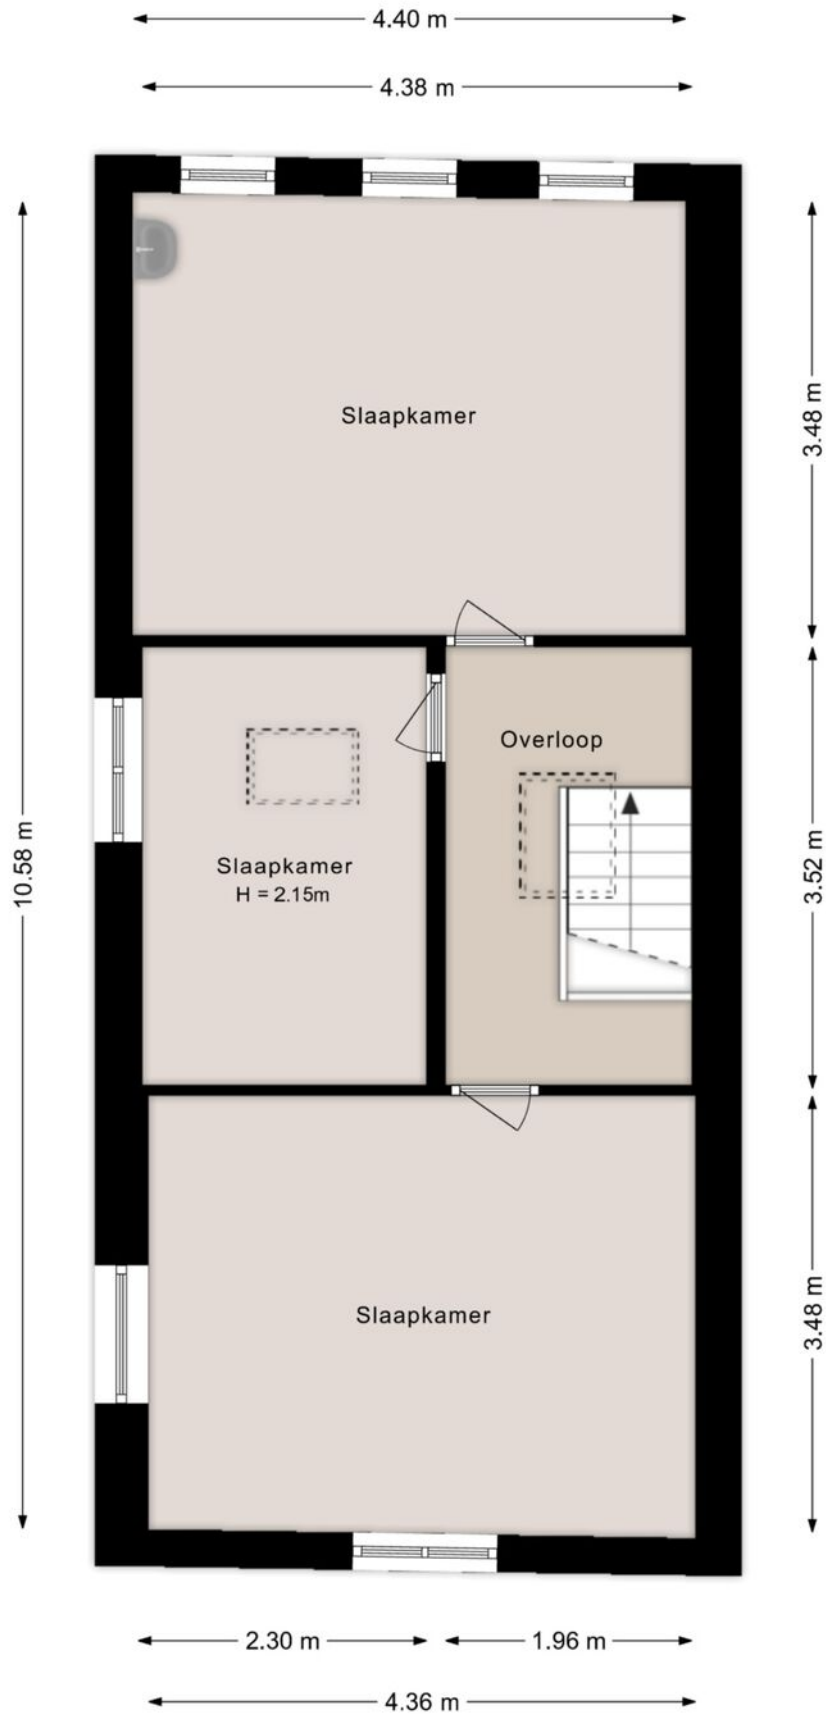 4.40 m
4.38 m
Slaapkamer
3.48 m
Overloop
10.58 m
Slaapkamer
H = 2.15m
3.52 m
Slaapkamer
3.48 m
2.30 m
1.96 m
4.36 m